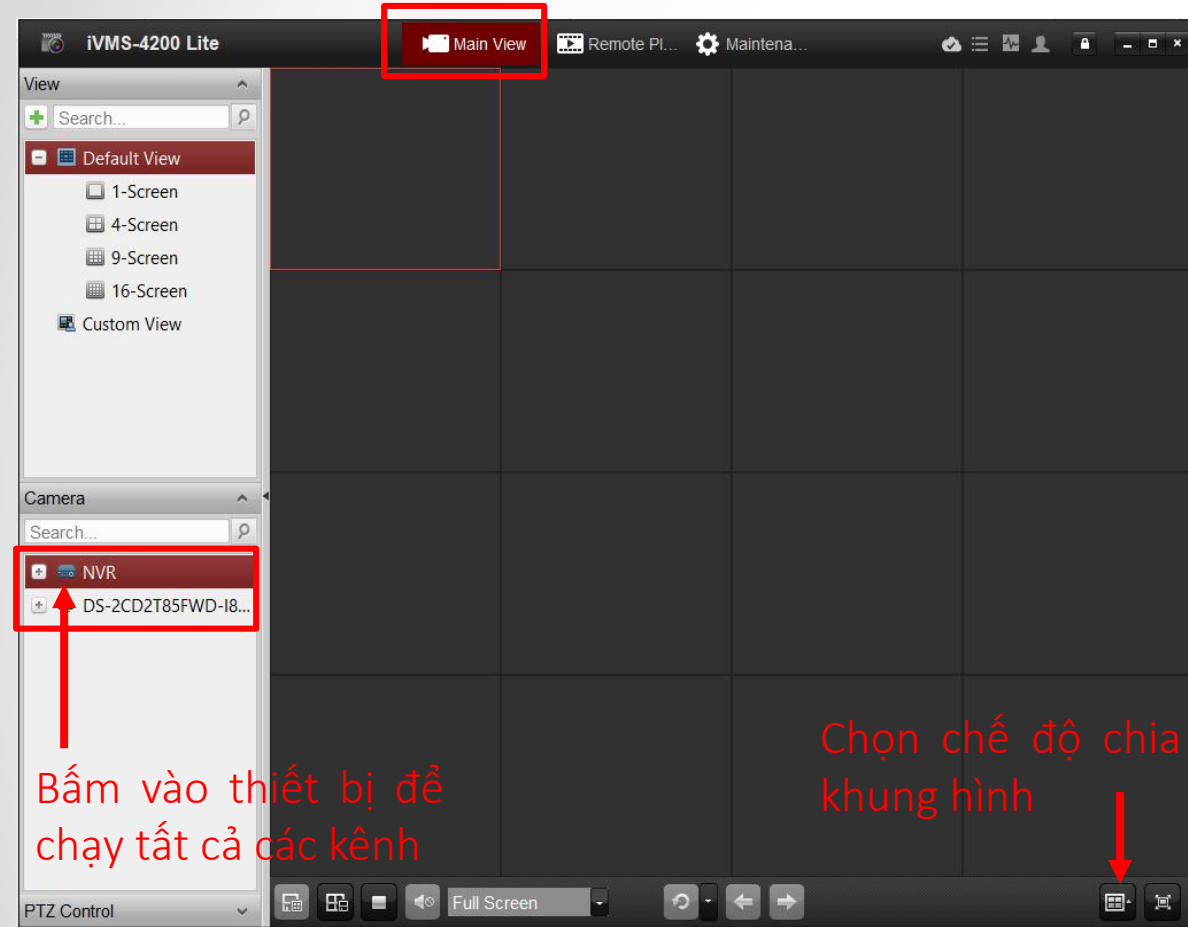 iVMS-4200 Lite
Main View
Remote Pl...
Maintena...
View
Search...
Default View
1-Screen
4-Screen
9-Screen
16-Screen
Custom View
Camera
Search...
NVR
DS-2CD2T85FWD-I8...
Bấm vào thiết bị để
chạy tất cả các kênh
Chọn chế độ chia
khung hình
PTZ Control
Full Screen